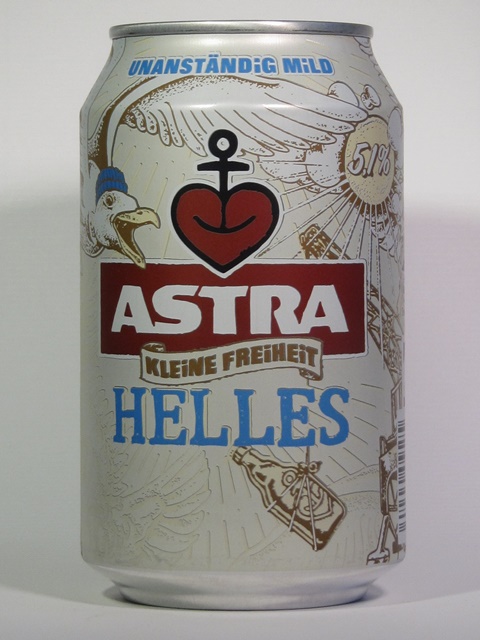 UNANSTÄNDiG MiLD
5,1%
ASTRA
KLEiNE FREiHEiT
HELLES